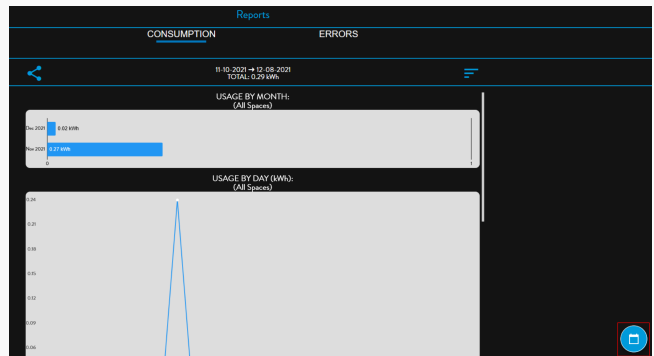 Reports
CONSUMPTION ERRORS
11-10-2021 → 12-08-2021
TOTAL: 0.29 kWh
USAGE BY MONTH:
(All Spaces)
Dec 2021 0.02 kWh
Nov 2021 0.27 kWh
0 1
USAGE BY DAY (kWh):
(All Spaces)
0.24
0.21
0.18
0.15
0.12
0.09
0.06